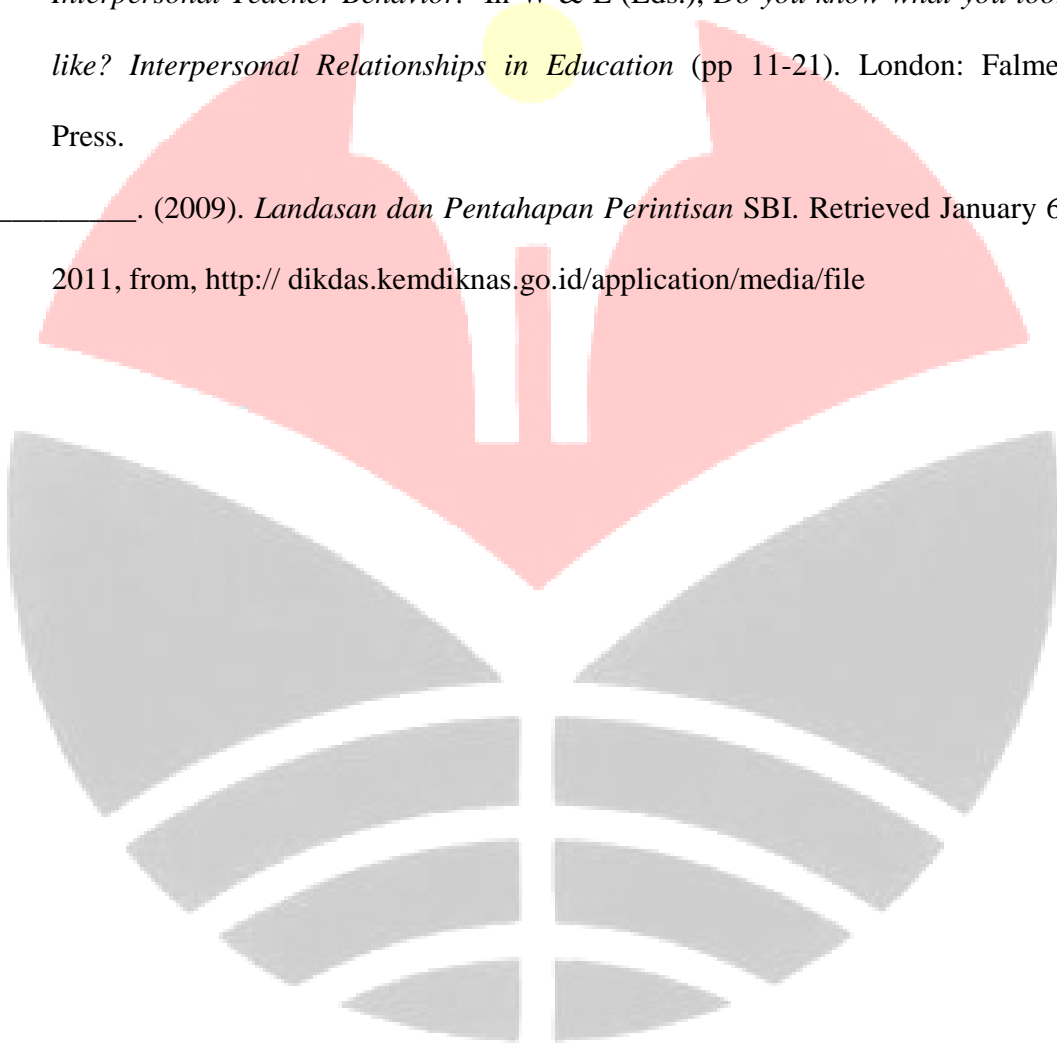 Interpersonal Teacher Behavior. In W & L (Eds.), Do you know what you look
like? Interpersonal Relationships in Education (pp 11-21). London: Falme
Press.
_________. (2009). Landasan dan Pentahapan Perintisan SBI. Retrieved January 6
2011, from, http:// dikdas.kemdiknas.go.id/application/media/file